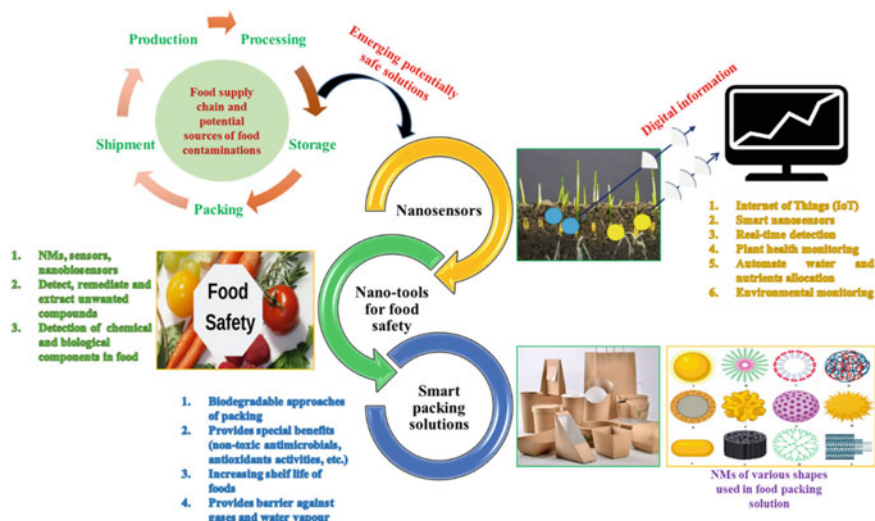 Production
Processing
Food supply
chain and
potential
sources of food
contaminations
Shipment
Storage
Packing
Emerging potentially
safe solutions
Digital information
Nanosensors
1. Internet of Things (IoT)
2. Smart nanosensors
3. Real-time detection
4. Plant health monitoring
5. Automate water and
nutrients allocation
6. Environmental monitoring
1. NMs, sensors,
nanobiosensors
2. Detect, remediate and
extract unwanted
compounds
3. Detection of chemical
and biological
components in food
Food
Safety
Nano-tools
for food
safety
Smart
packing
solutions
1. Biodegradable approaches
of packing
2. Provides special benefits
(non-toxic antimicrobials,
antioxidants activities, etc.)
3. Increasing shelf life of
foods
4. Provides barrier against
gases and water vapour
NMs of various shapes
used in food packing
solution